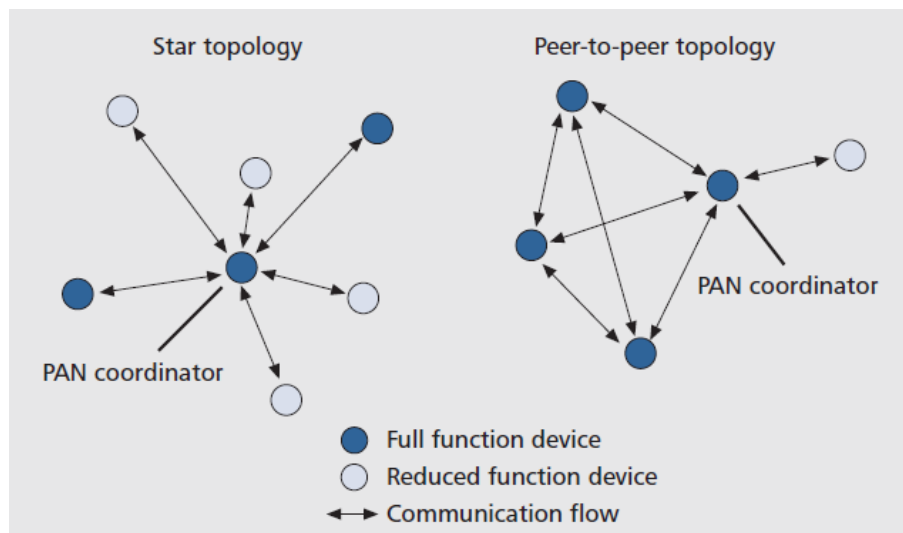 Star topology
Peer-to-peer topology
PAN coordinator
PAN coordinator
Full function device
Reduced function device
Communication flow